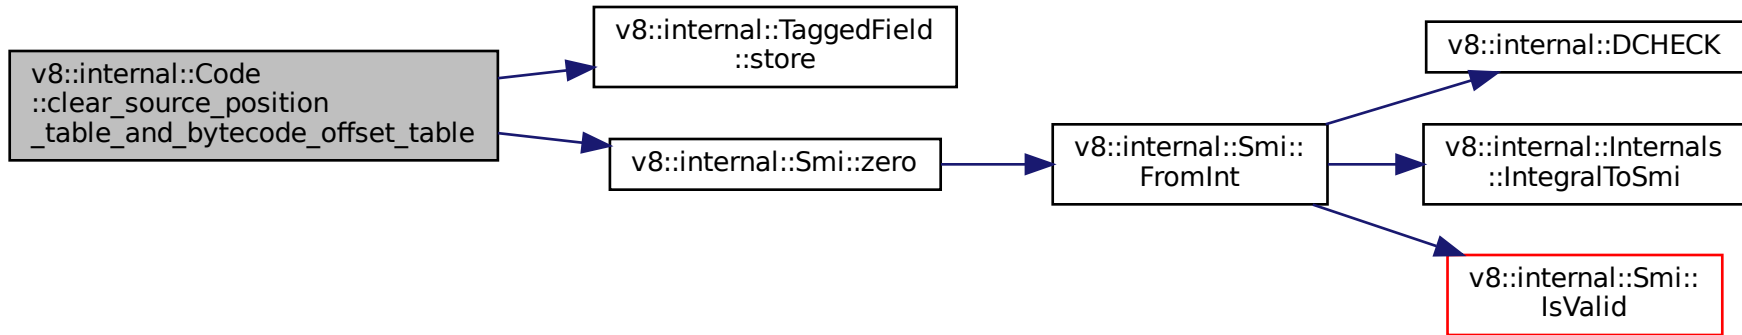 v8::internal::Code
::clear_source_position
_table_and_bytecode_offset_table
v8::internal::TaggedField
::store
v8::internal::Smi::zero
v8::internal::Smi::
FromInt
v8::internal::DCHECK
v8::internal::Internals
::IntegralToSmi
v8::internal::Smi::
IsValid